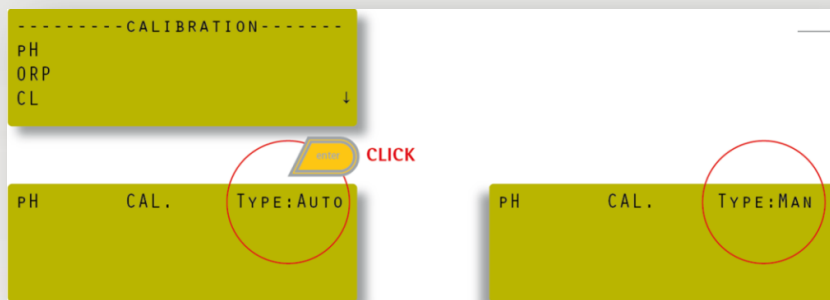 ---------CALIBRATION-------
pH
ORP
CL ↓
enter CLICK
pH CAL. TYPE:AUTO
pH CAL. TYPE:MAN